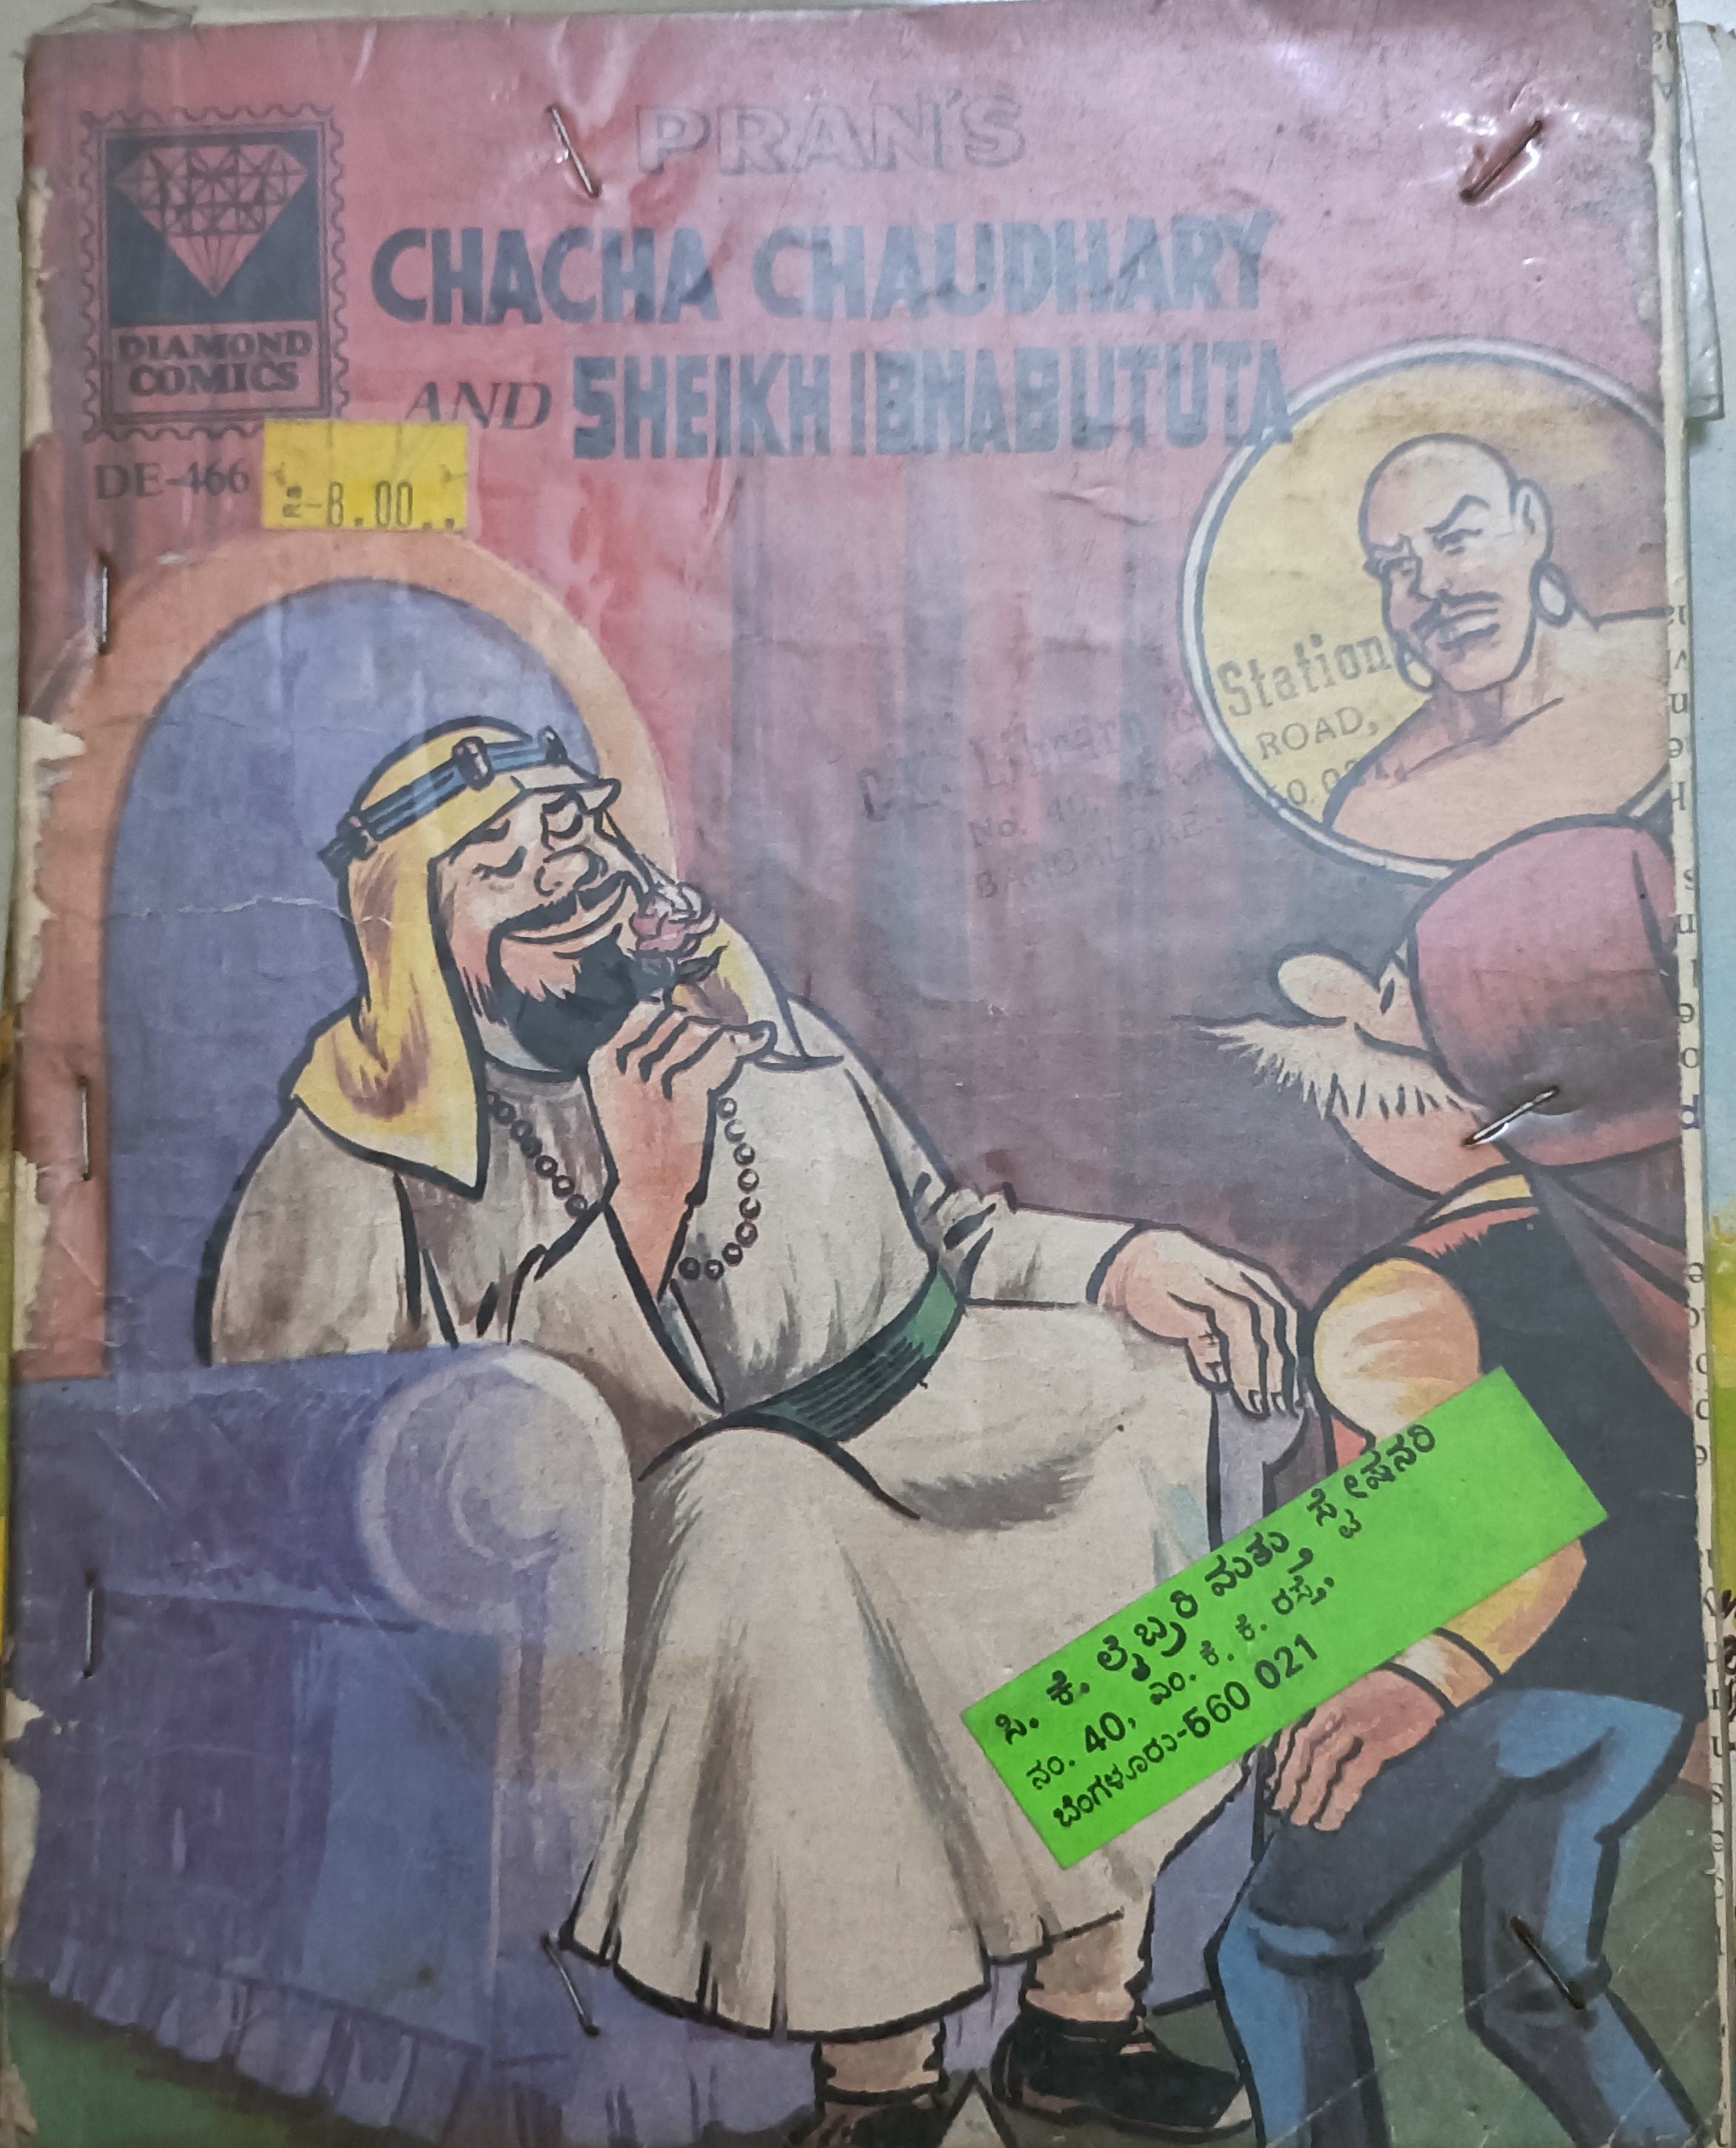 PRAN'S
CHACHA CHAUDHARY
AND SHEIKH IBNABUTUTA
DIAMOND
COMICS
DE-466
8.00
Station
Library
ROAD,
No. 40,
BANGALORE -
ಸಿ. ಕೆ. ಲೈಬ್ರರಿ ಮತ್ತು ಸ್ಟೇಷನರಿ
ನಂ. 40, ಎಂ. ಕೆ. ಕೆ. ರಸ್ತೆ,
ಬೆಂಗಳೂರು-560 021